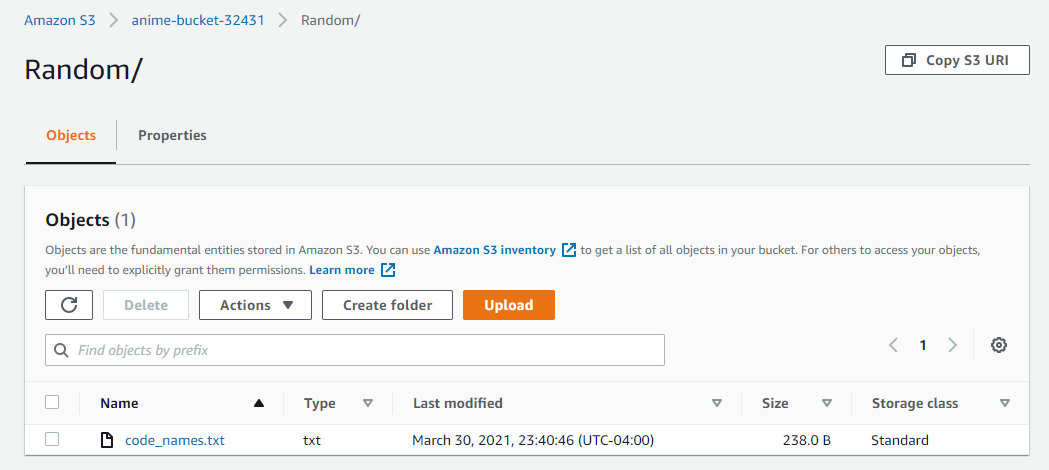 Amazon S3 > anime-bucket-32431 > Random/
Random/
Copy S3 URI
Objects
Properties
Objects (1)
Objects are the fundamental entities stored in Amazon S3. You can use Amazon S3 inventory to get a list of all objects in your bucket. For others to access your objects,
you'll need to explicitly grant them permissions. Learn more
Delete Actions Create folder Upload
Find objects by prefix
1
Name Type Last modified Size Storage class
code_names.txt txt March 30, 2021, 23:40:46 (UTC-04:00) 238.0 B Standard